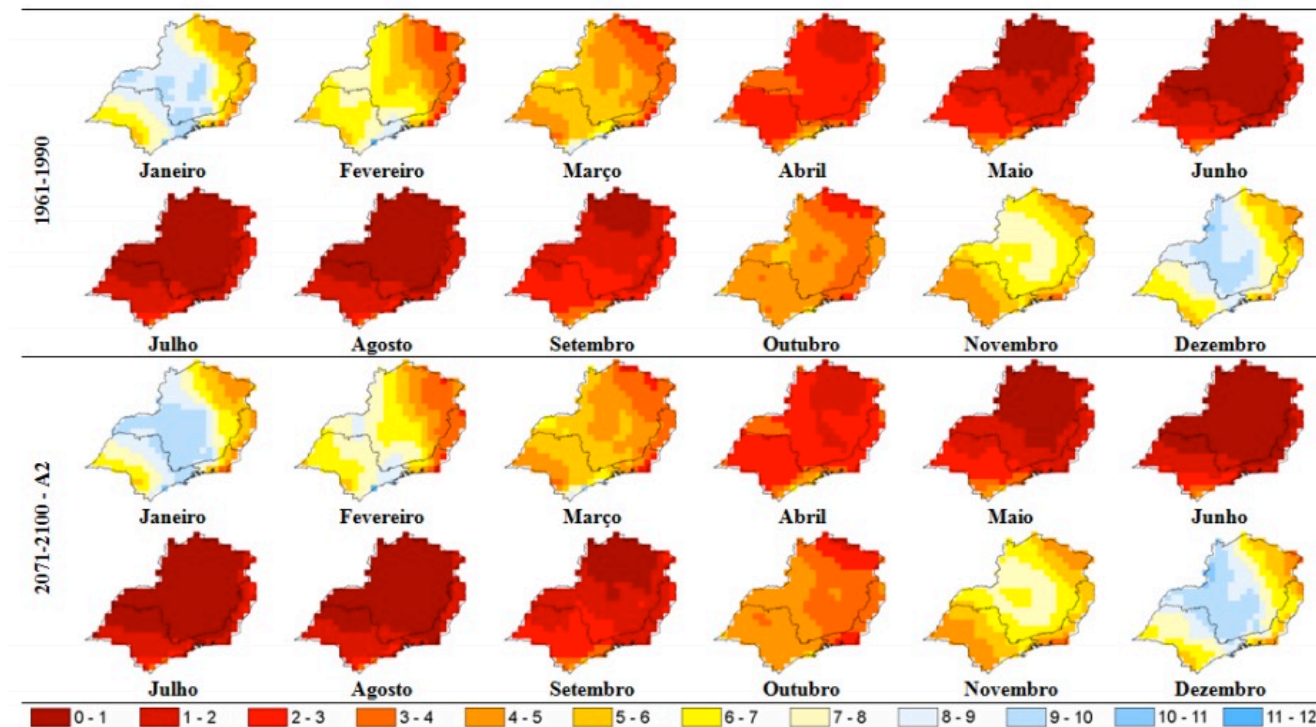 1961-1990
Janeiro Fevereiro Março Abril Maio Junho
Julho Agosto Setembro Outubro Novembro Dezembro
2071-2100 - A2
Janeiro Fevereiro Março Abril Maio Junho
Julho Agosto Setembro Outubro Novembro Dezembro
0 - 1 1 - 2 2 - 3 3 - 4 4 - 5 5 - 6 6 - 7 7 - 8 8 - 9 9 - 10 10 - 11 11 - 12